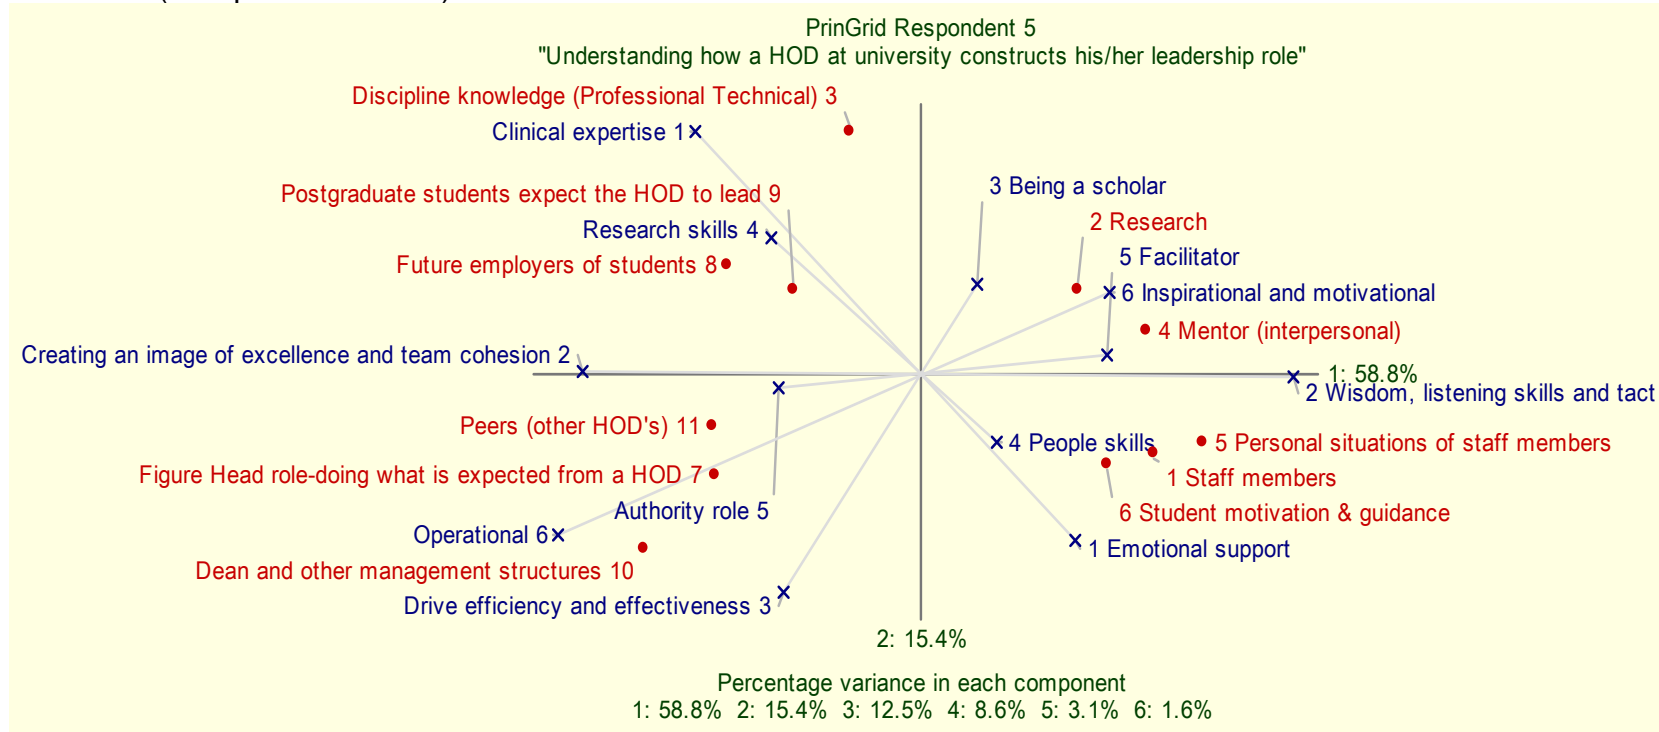 PrinGrid Respondent 5
"Understanding how a HOD at university constructs his/her leadership role"
Discipline knowledge (Professional Technical) 3
Clinical expertise 1
3 Being a scholar
Postgraduate students expect the HOD to lead 9
2 Research
Research skills 4
5 Facilitator
Future employers of students 8
6 Inspirational and motivational
4 Mentor (interpersonal)
Creating an image of excellence and team cohesion 2
1: 58.8%
2 Wisdom, listening skills and tact
Peers (other HOD's) 11
4 People skills
5 Personal situations of staff members
Figure Head role-doing what is expected from a HOD 7
1 Staff members
Authority role 5
6 Student motivation & guidance
Operational 6
1 Emotional support
Dean and other management structures 10
Drive efficiency and effectiveness 3
2: 15.4%
Percentage variance in each component
1: 58.8% 2: 15.4% 3: 12.5% 4: 8.6% 5: 3.1% 6: 1.6%